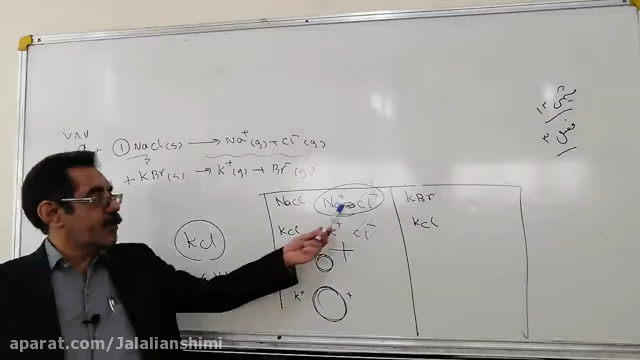 شیمی ۱۲
فصل ۳
۷۸۷
① NaCl(s) → Na⁺(g) + Cl⁻(g)
+ KBr(s) → K⁺(g) + Br⁻(g)
NaCl Na⁺ Cl⁻ KBr
KCl Cl⁻ KCl
KCl
+
K⁺ +
aparat.com/Jalalianshimi